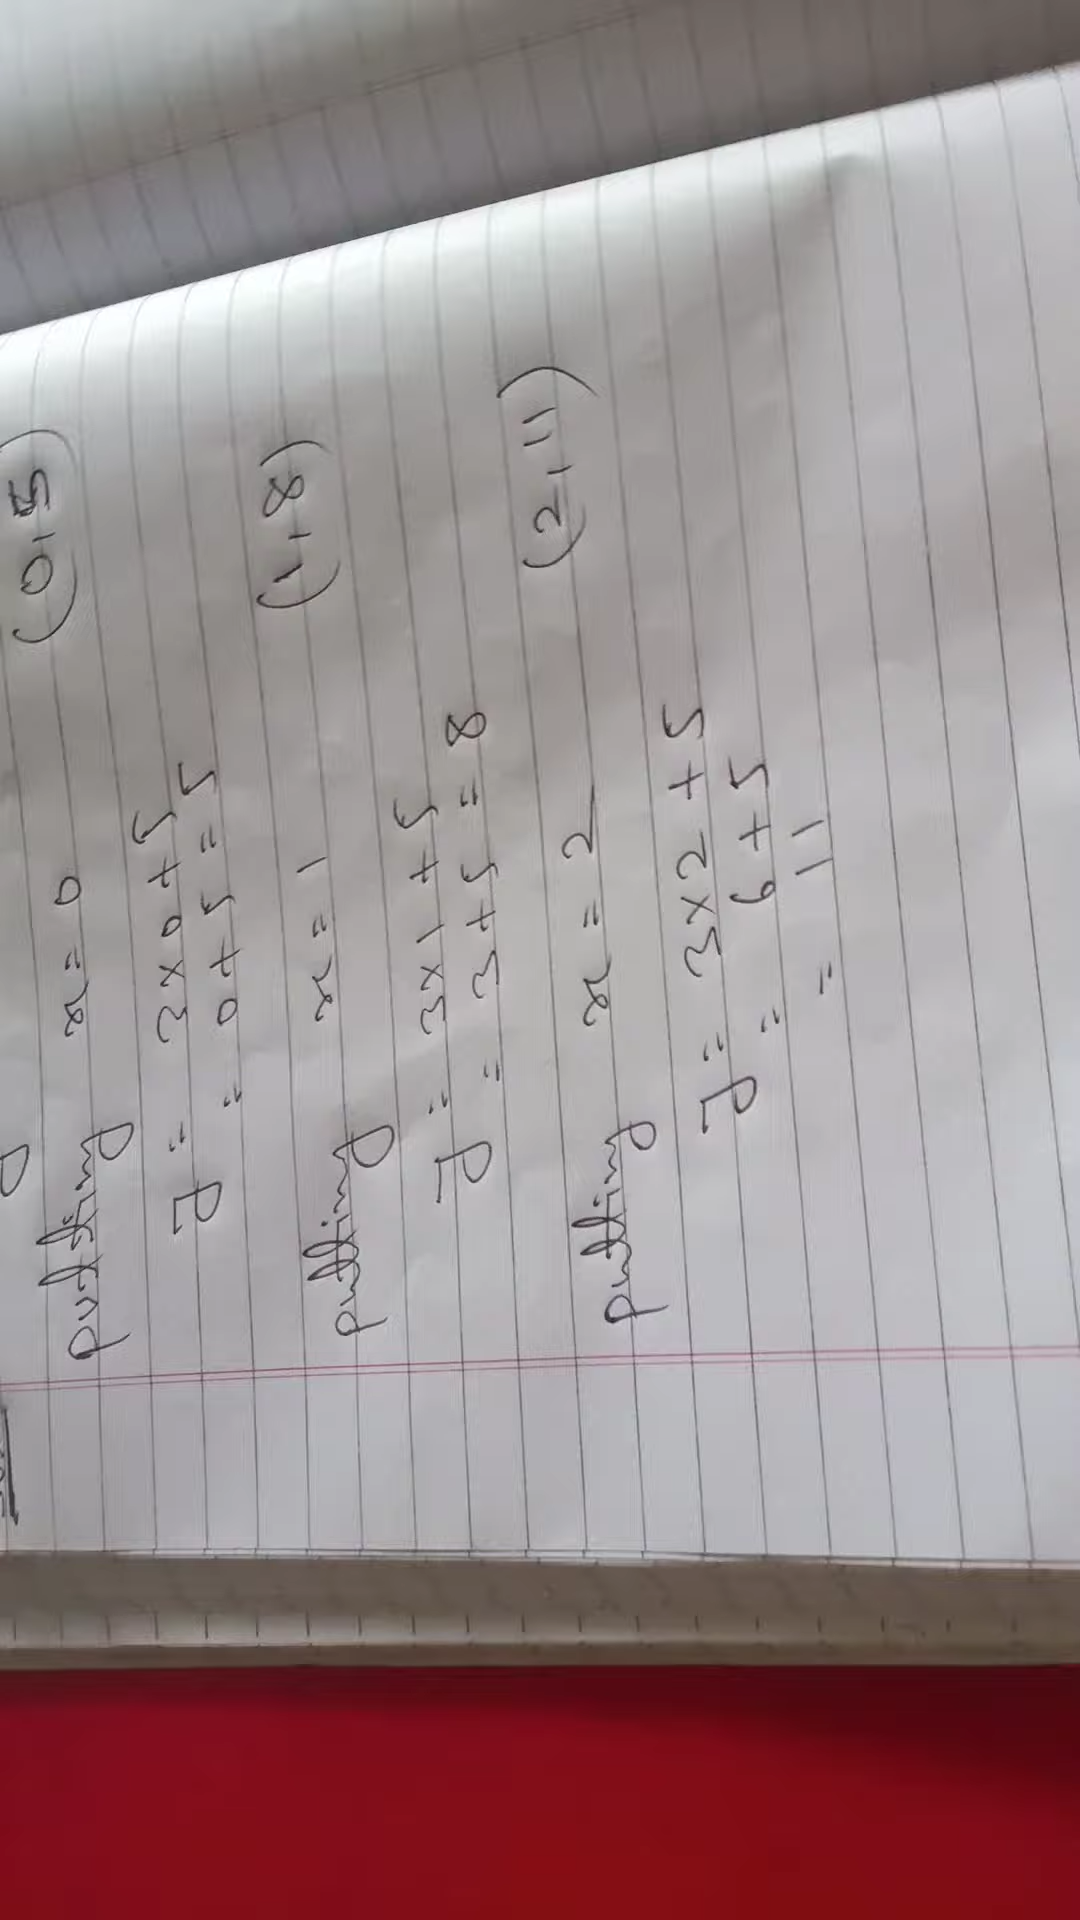 putting x = 0 (0,5)
y = 3×0+5
= 0+5 = 5
putting x = 1 (1,8)
y = 3×1+5
= 3+5 = 8
putting x = 2 (2,11)
y = 3×2+5
= 6+5
= 11